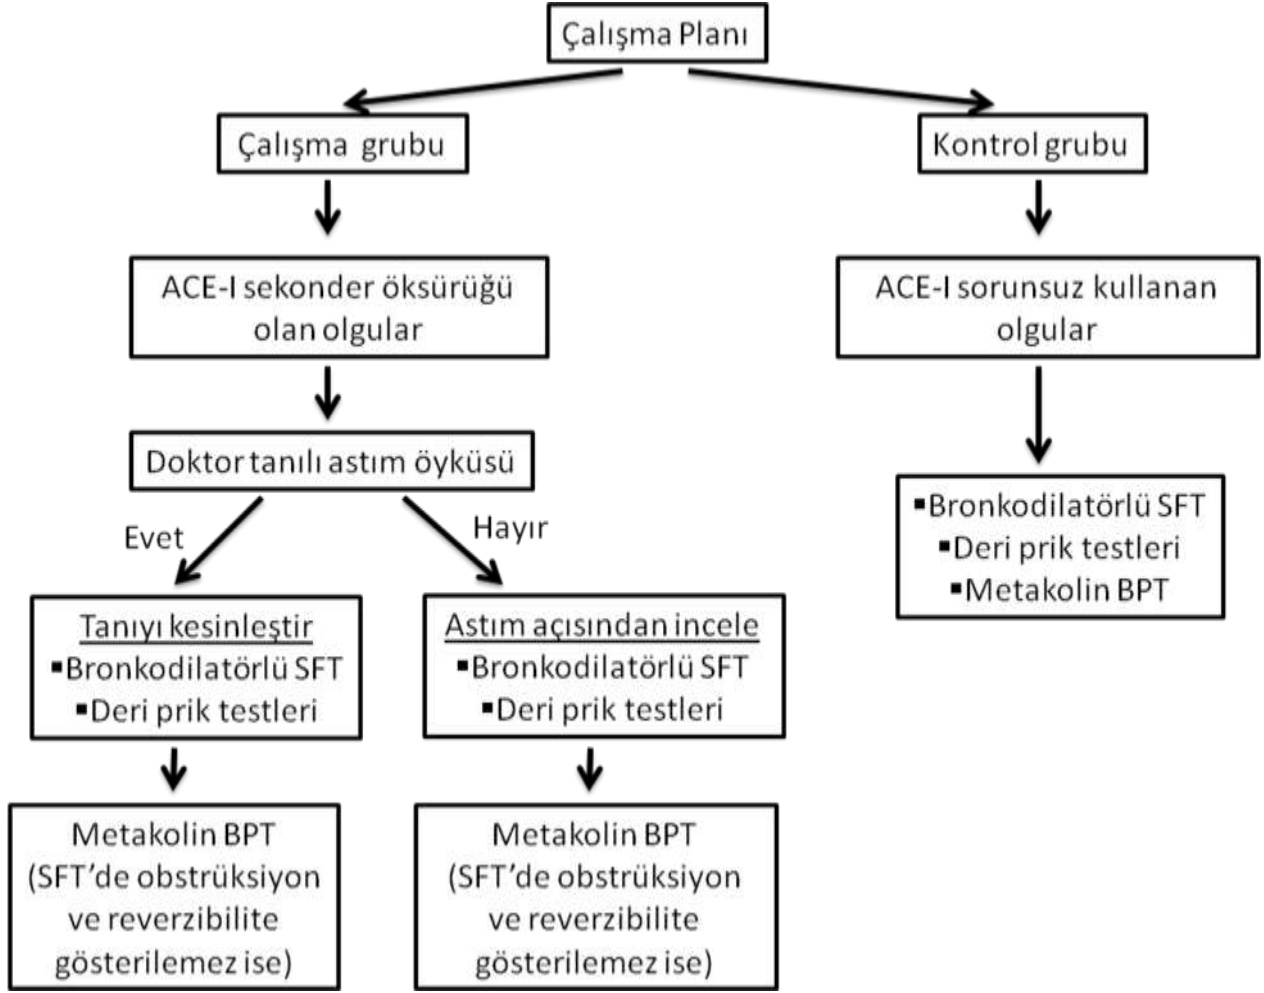 Çalışma Planı
Çalışma grubu
Kontrol grubu
ACE-I sekonder öksürüğü
olan olgular
ACE-I sorunsuz kullanan
olgular
Doktor tanılı astım öyküsü
Evet
Hayır
▪Bronkodilatörlü SFT
▪Deri prik testleri
▪Metakolin BPT
Tanıyı kesinleştir
▪Bronkodilatörlü SFT
▪Deri prik testleri
Astım açısından incele
▪Bronkodilatörlü SFT
▪Deri prik testleri
Metakolin BPT
(SFT’de obstrüksiyon
ve reverzibilite
gösterilemez ise)
Metakolin BPT
(SFT’de obstrüksiyon
ve reverzibilite
gösterilemez ise)